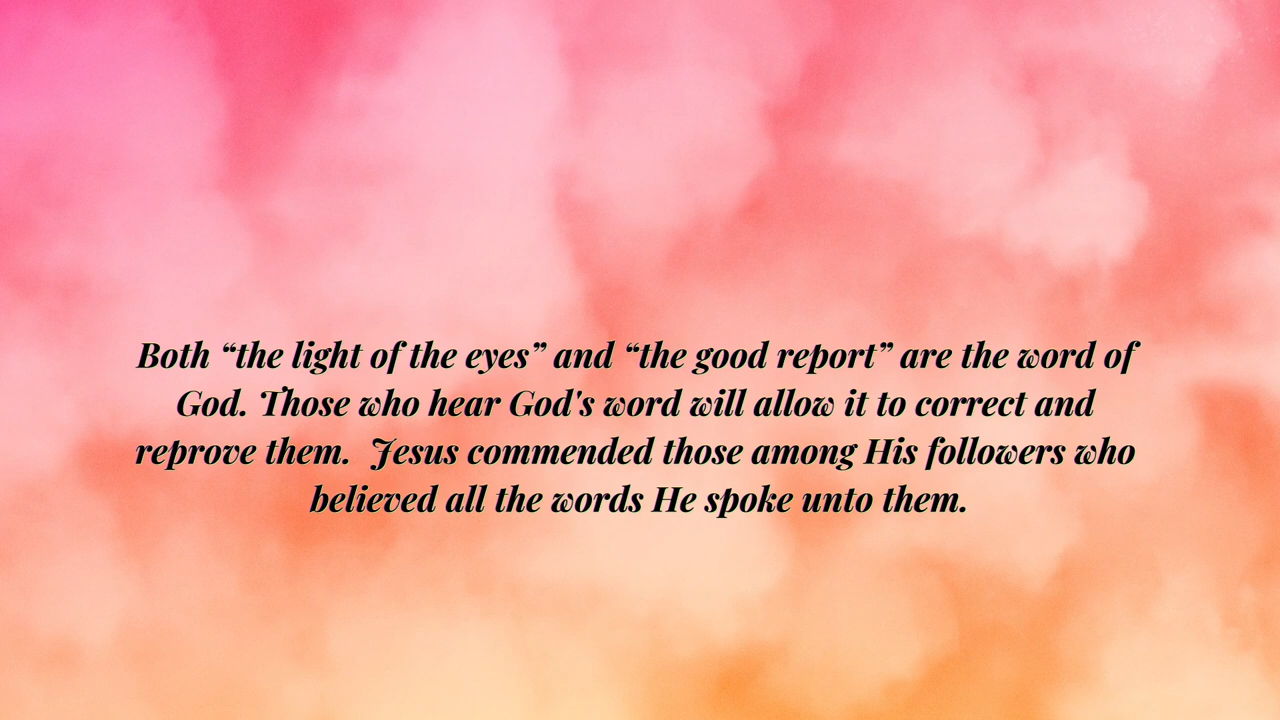 Both “the light of the eyes” and “the good report” are the word of
God. Those who hear God's word will allow it to correct and
reprove them.  Jesus commended those among His followers who
believed all the words He spoke unto them.